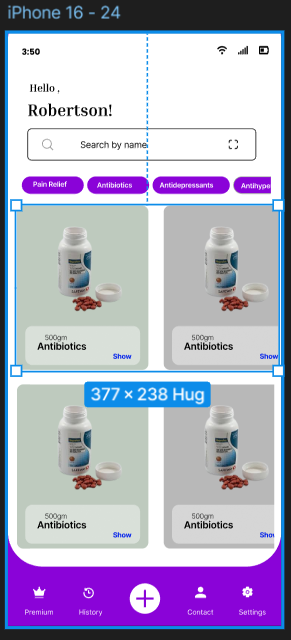 iPhone 16 - 24
3:50
Hello ,
Robertson!
Search by name
Pain Relief Antibiotics Antidepressants Antihype
500gm 500gm
Antibiotics Antibiotics
Show Show
377 × 238 Hug
500gm 500gm
Antibiotics Antibiotics
Show Show
Premium History Contact Settings